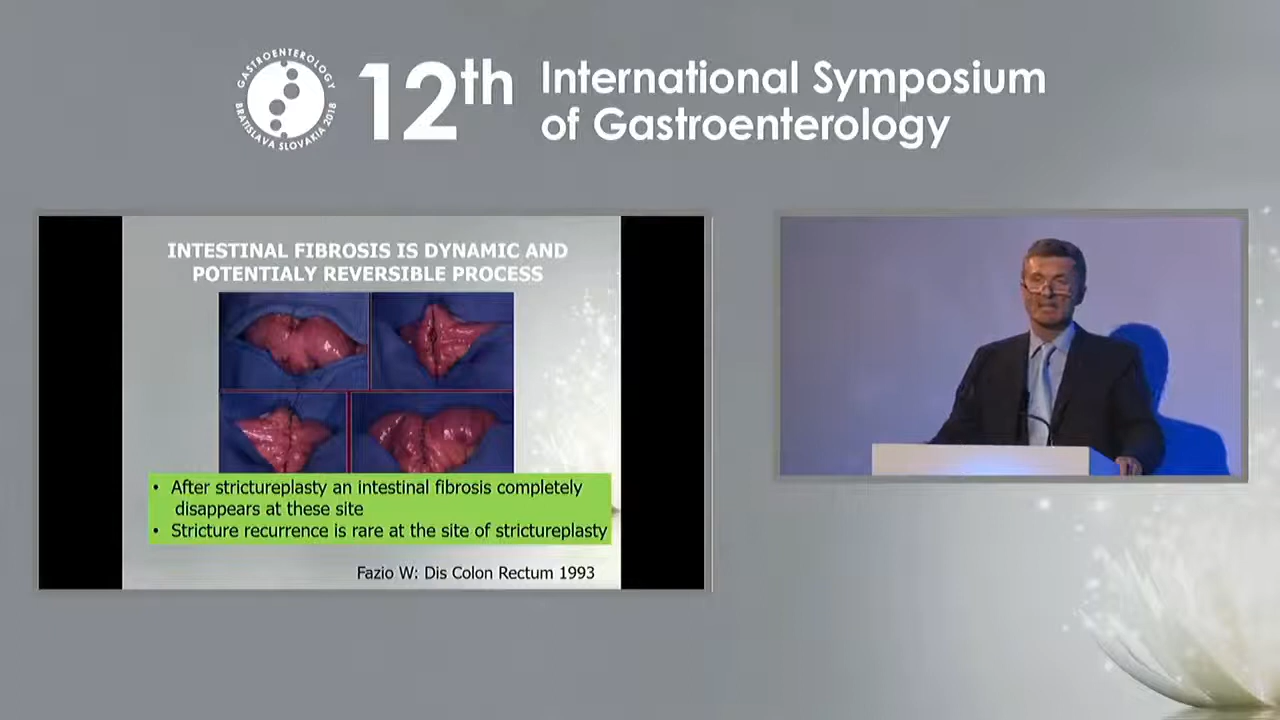 GASTROENTEROLOGY
BRATISLAVA SLOVAKIA 2018
12th
International Symposium
of Gastroenterology
INTESTINAL FIBROSIS IS DYNAMIC AND
POTENTIALY REVERSIBLE PROCESS
• After strictureplasty an intestinal fibrosis completely
disappears at these site
• Stricture recurrence is rare at the site of strictureplasty
Fazio W: Dis Colon Rectum 1993